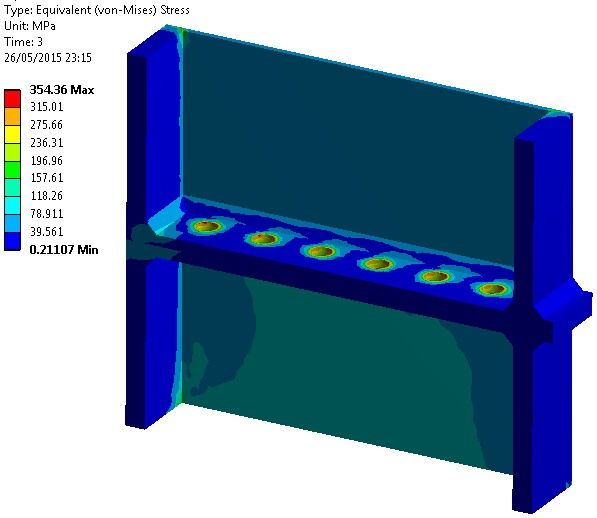 Type: Equivalent (von-Mises) Stress
Unit: MPa
Time: 3
26/05/2015 23:15
354.36 Max
315.01
275.66
236.31
196.96
157.61
118.26
78.911
39.561
0.21107 Min